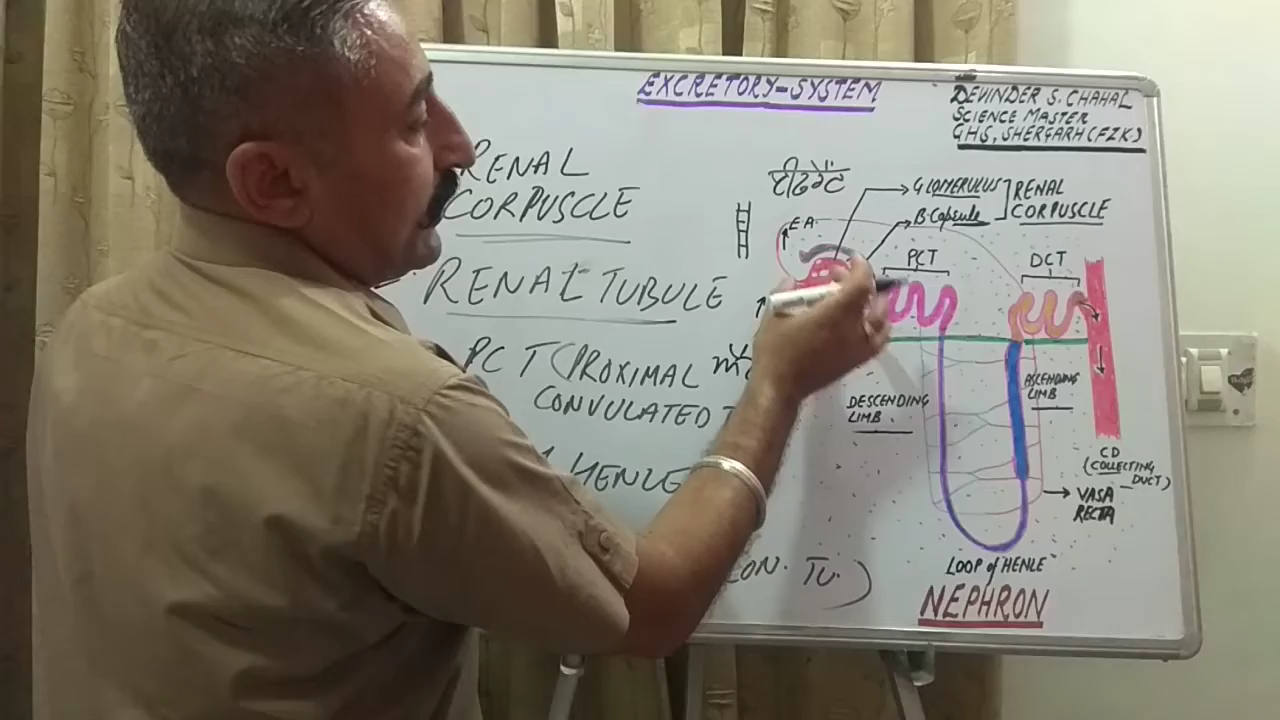 EXCRETORY-SYSTEM
DEVINDER S. CHAHAL
SCIENCE MASTER
GHS, SHERGARH (FZK)
RENAL
CORPUSCLE
RENAL TUBULE
PCT (PROXIMAL
CONVULATED T
HENLE
CON. TU.)
GLOMERULUS
B. Capsule
RENAL
CORPUSCLE
E.A.
PCT
DCT
DESCENDING
LIMB.
ASCENDING
LIMB
CD
(COLLECTING
DUCT)
VASA
RECTA
LOOP of HENLE
NEPHRON